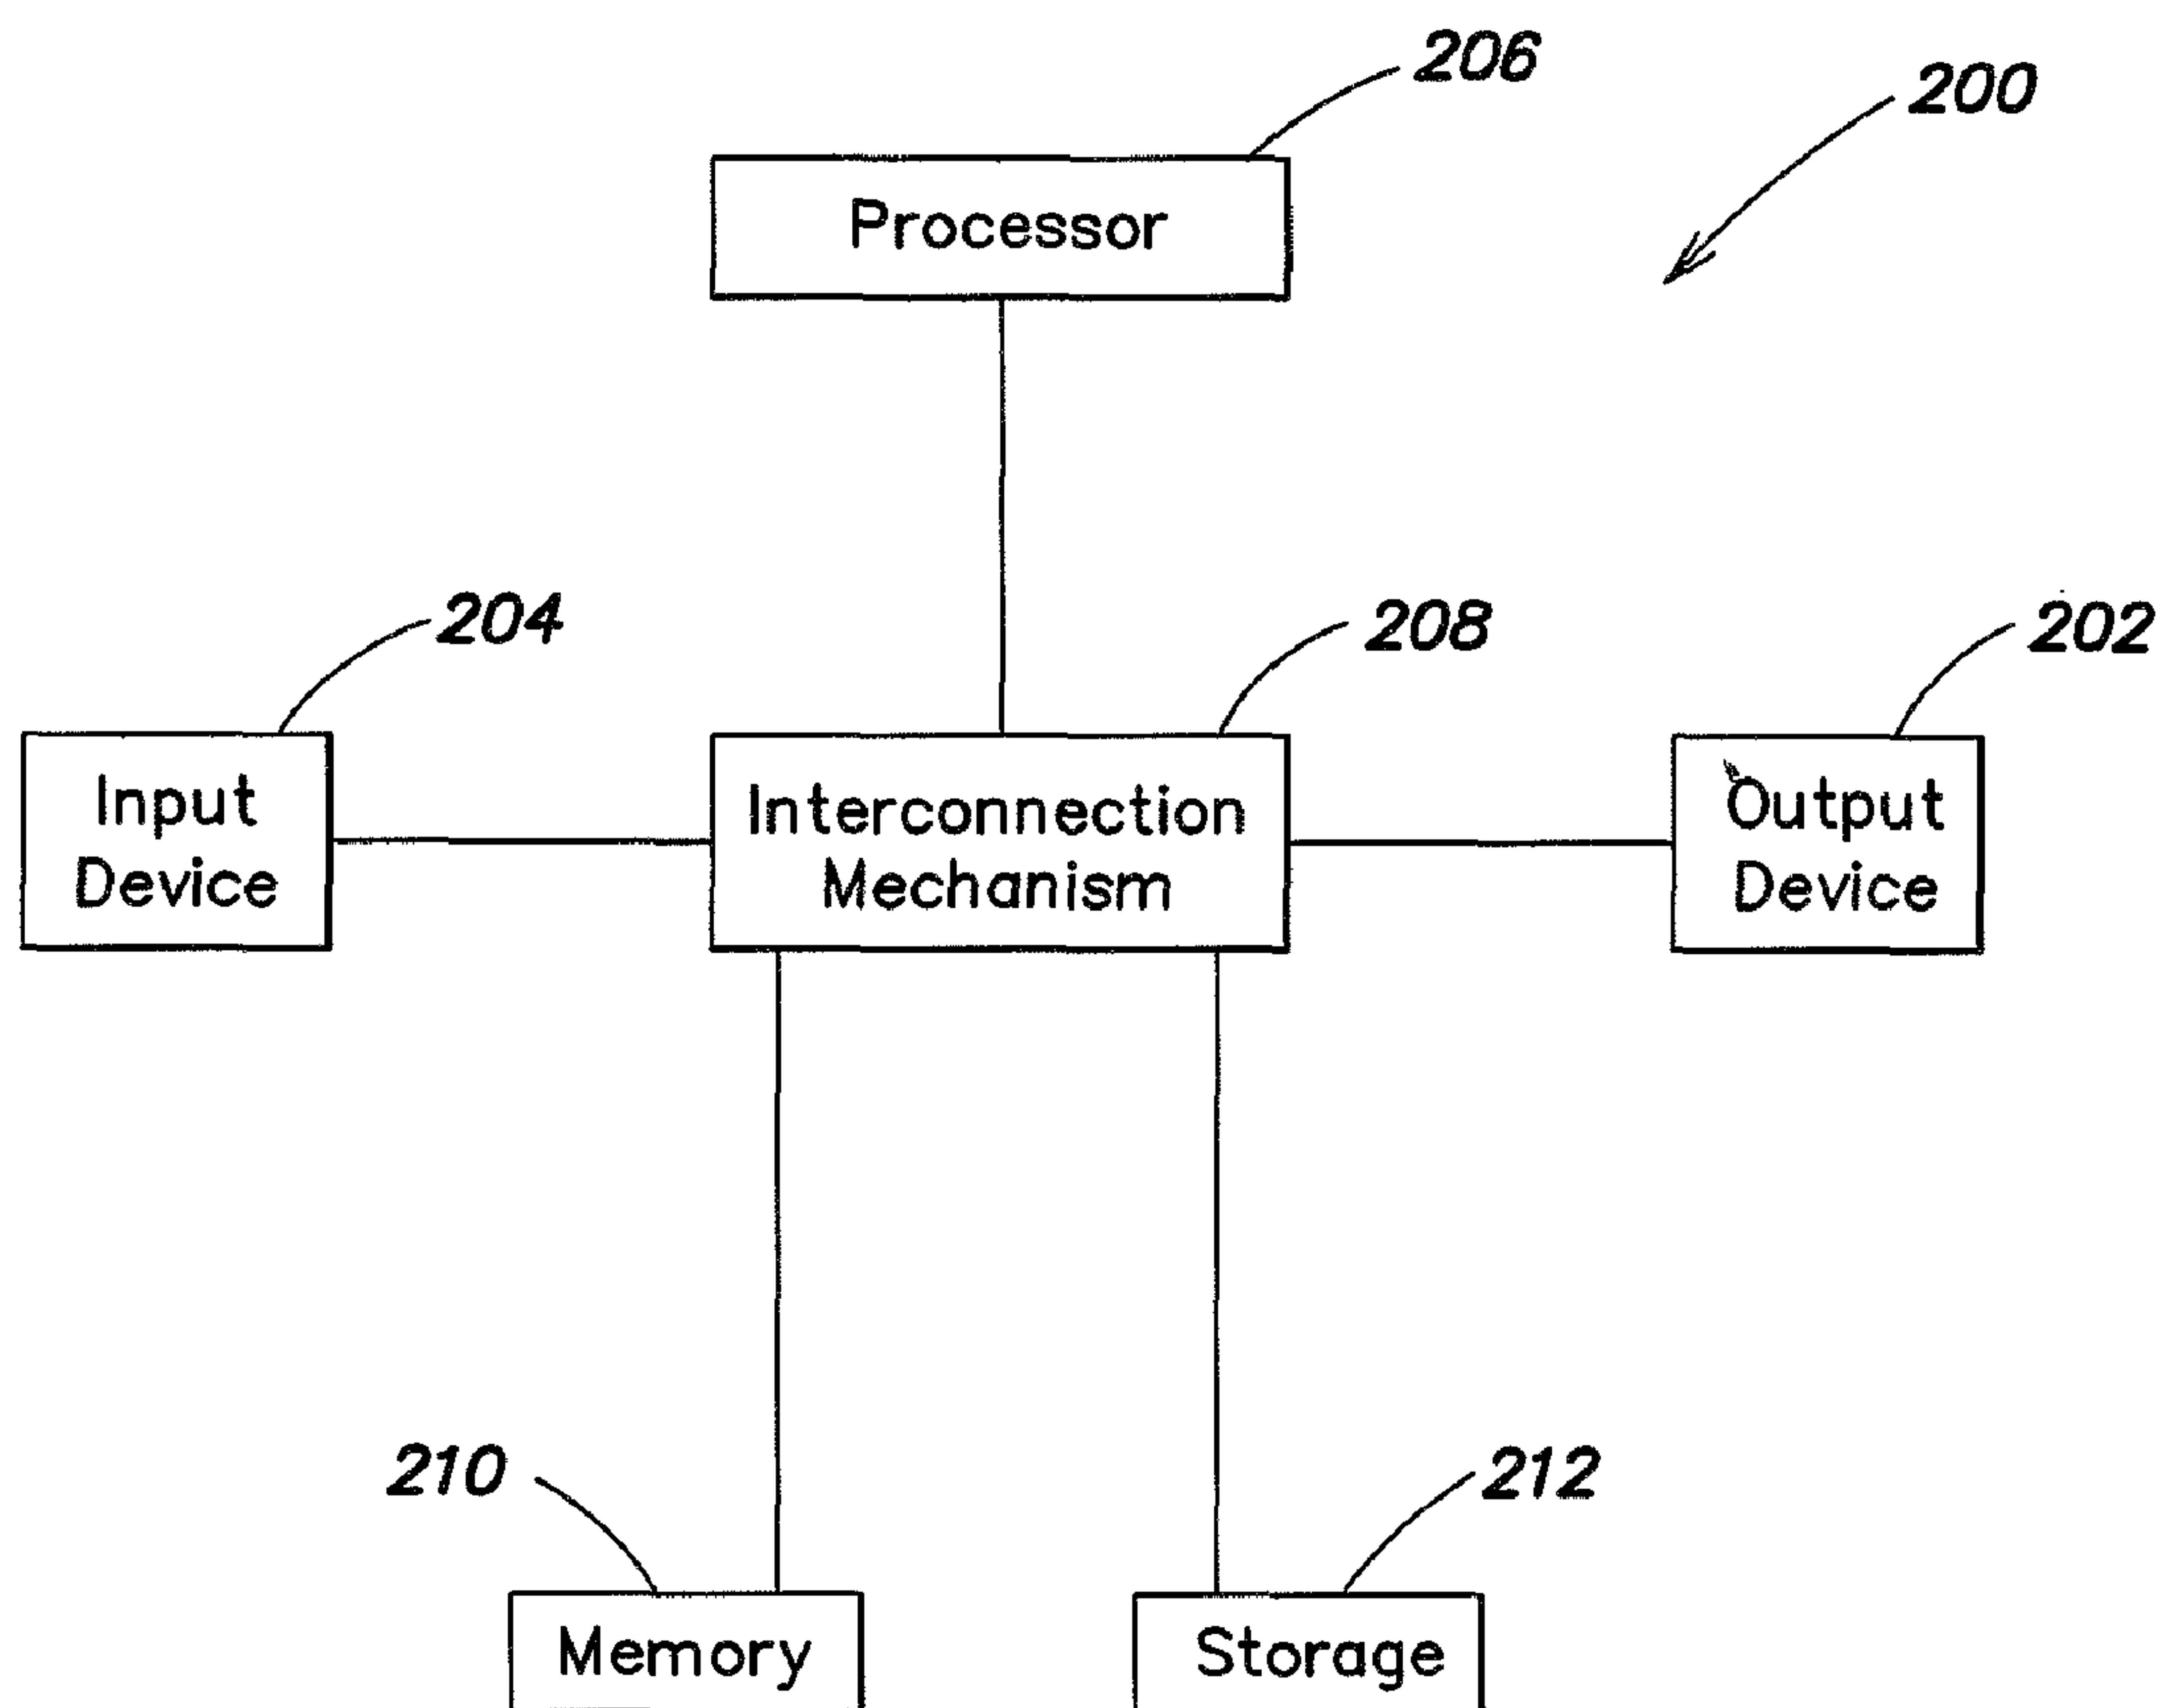 206
200
Processor
204
208
202
Input
Device
Interconnection
Mechanism
Output
Device
210
212
Memory
Storage